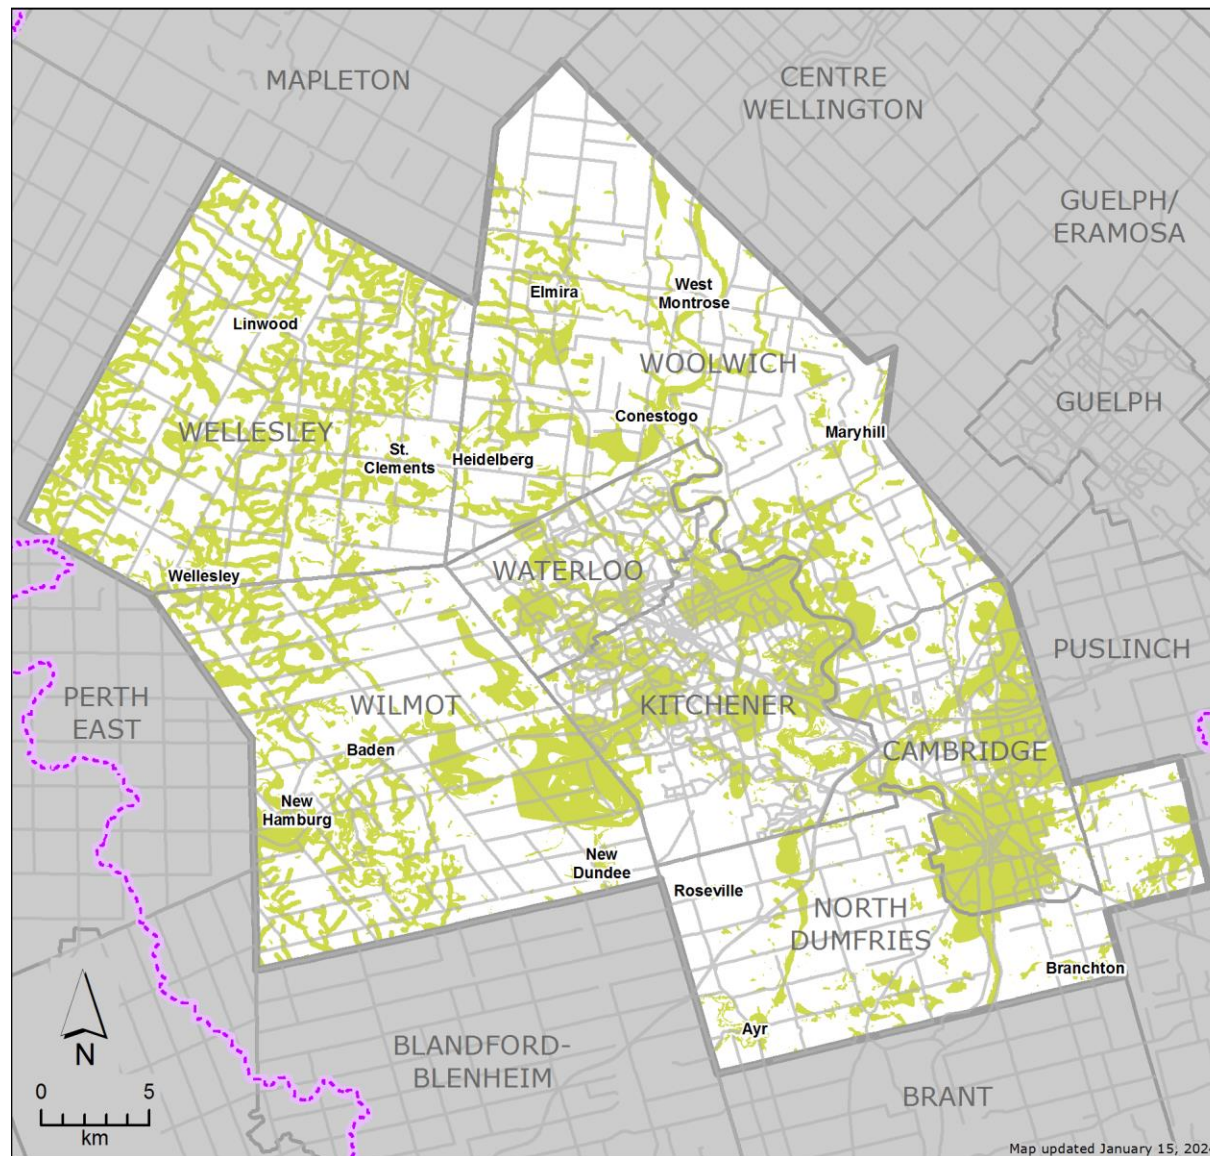 MAPLETON
CENTRE
WELLINGTON
GUELPH/
ERAMOSA
Elmira
West
Montrose
Linwood
WOOLWICH
GUELPH
Conestogo
Maryhill
WELLESLEY
St.
Clements
Heidelberg
Wellesley
WATERLOO
PUSLINCH
PERTH
EAST
WILMOT
KITCHENER
Baden
CAMBRIDGE
New
Hamburg
New
Dundee
Roseville
NORTH
DUMFRIES
Branchton
Ayr
N
BLANDFORD-
BLENHEIM
BRANT
0 5
km
Map updated January 15, 202